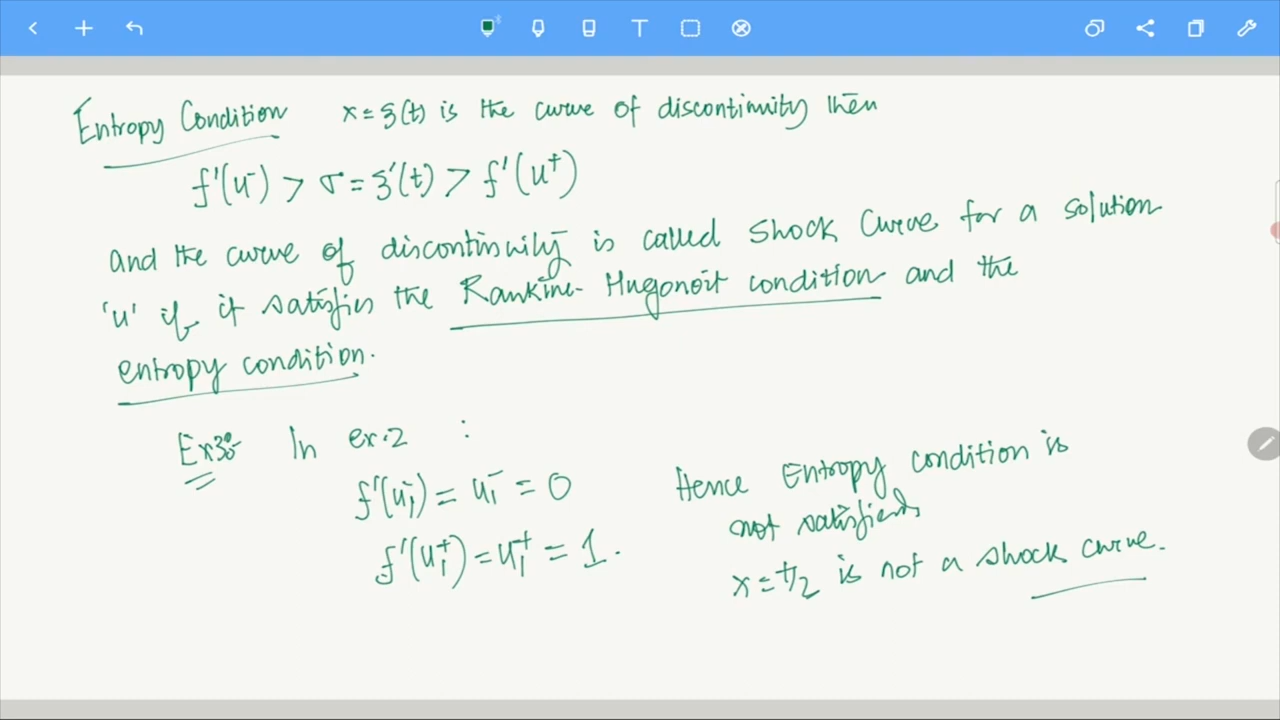 Entropy Condition x = ξ(t) is the curve of discontinuity then
f'(u⁻) > σ = ξ'(t) > f'(u⁺)
and the curve of discontinuity is called shock curve for a solution
'u' if it satisfies the Rankine-Hugonoit condition and the
entropy condition.
Ex3:- In ex.2 :
f'(u₁⁻) = u₁⁻ = 0
f'(u₁⁺) = u₁⁺ = 1.
Hence Entropy condition is
not satisfied
x = t/2 is not a shock curve.